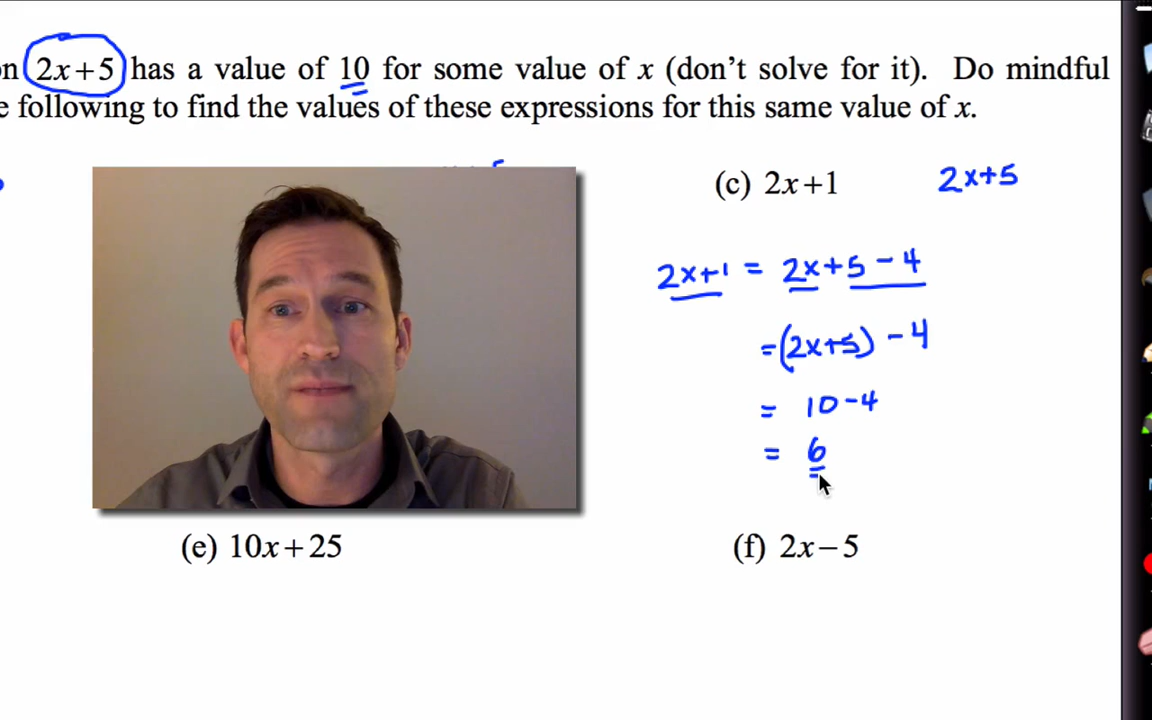 2x+5 has a value of 10 for some value of x (don't solve for it). Do mindful
following to find the values of these expressions for this same value of x.
(c) 2x+1 2x+5
2x+1 = 2x+5-4
=(2x+5)-4
= 10-4
= 6
(e) 10x+25 (f) 2x-5